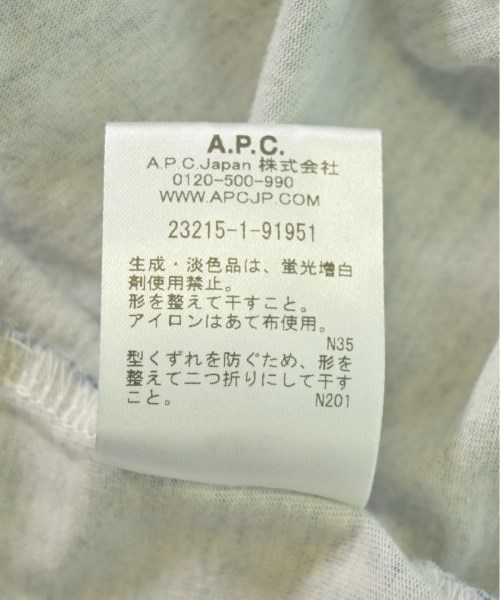 A.P.C.
A.P.C.Japan 株式会社
0120-500-990
WWW.APCJP.COM
23215-1-91951
生成・淡色品は、蛍光増白
剤使用禁止。
形を整えて干すこと。
アイロンはあて布使用。
N35
型くずれを防ぐため、形を
整えて二つ折りにして干す
こと。 N201